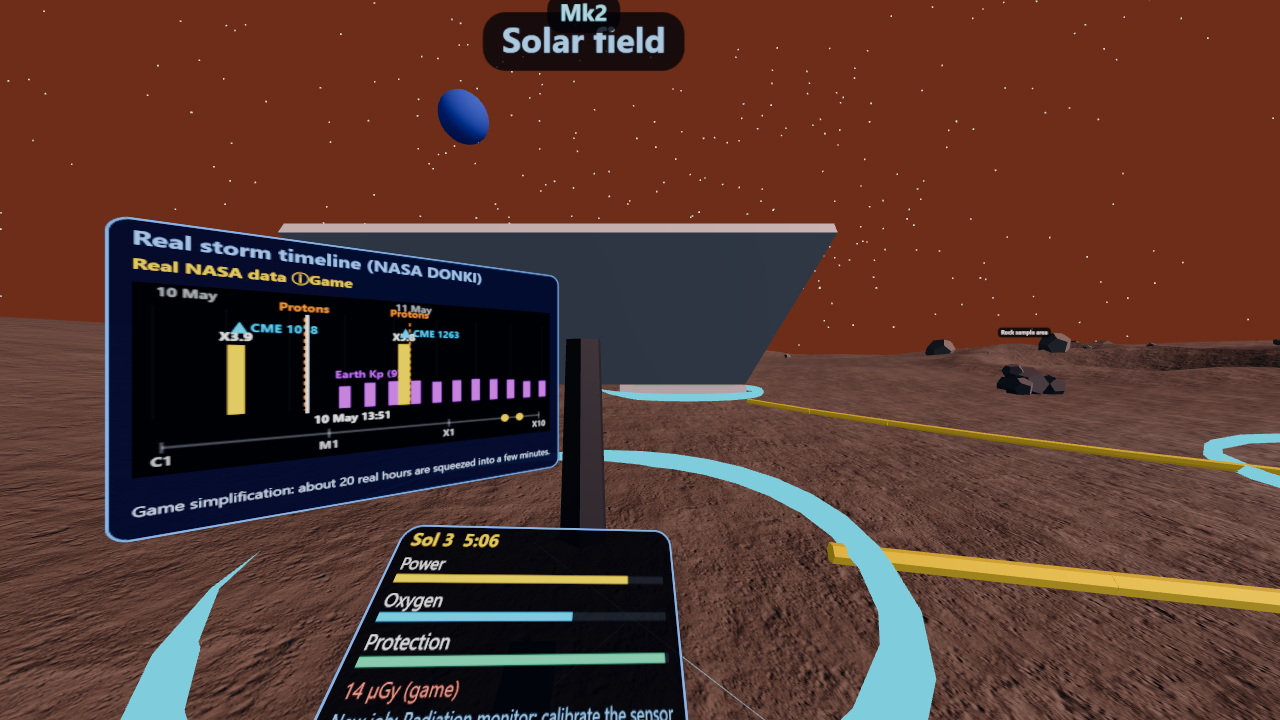 Mk2
Solar field
Real storm timeline (NASA DONKI)
Real NASA data ⓘGame
10 May
Protons
11 May
Protons
CME
X3.9
CME 1263
Earth Kp
10 May 13:51
C1
M1
X1
X10
Game simplification: about 20 real hours are squeezed into a few minutes.
Rock sample area
Sol 3 5:06
Power
Oxygen
Protection
14 µGy (game)
New job: Radiation monitor: calibrate the sensor